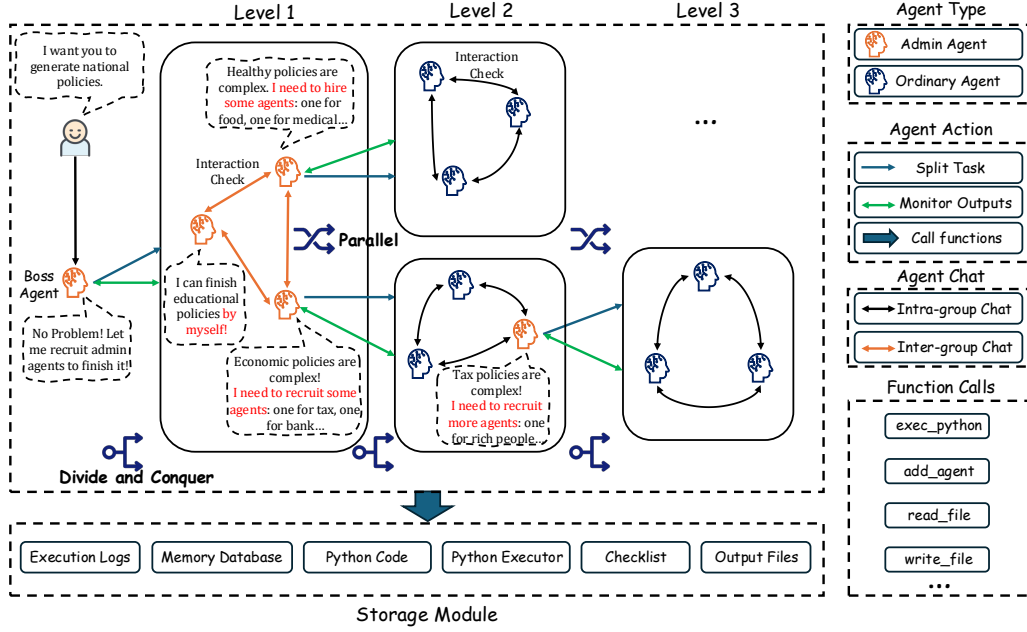 Level 1
Level 2
Level 3
I want you to
generate national
policies.
Healthy policies are
complex. I need to hire
some agents: one for
food, one for medical...
Interaction
Check
Interaction
Check
...
Parallel
Boss
Agent
I can finish
educational
policies by
myself!
No Problem! Let
me recruit admin
agents to finish it!
Economic policies are
complex!
I need to recruit some
agents: one for tax, one
for bank...
Tax policies are
complex!
I need to recruit
more agents: one
for rich people...
Divide and Conquer
Execution Logs
Memory Database
Python Code
Python Executor
Checklist
Output Files
Storage Module
Agent Type
Admin Agent
Ordinary Agent
Agent Action
Split Task
Monitor Outputs
Call functions
Agent Chat
Intra-group Chat
Inter-group Chat
Function Calls
exec_python
add_agent
read_file
write_file
...